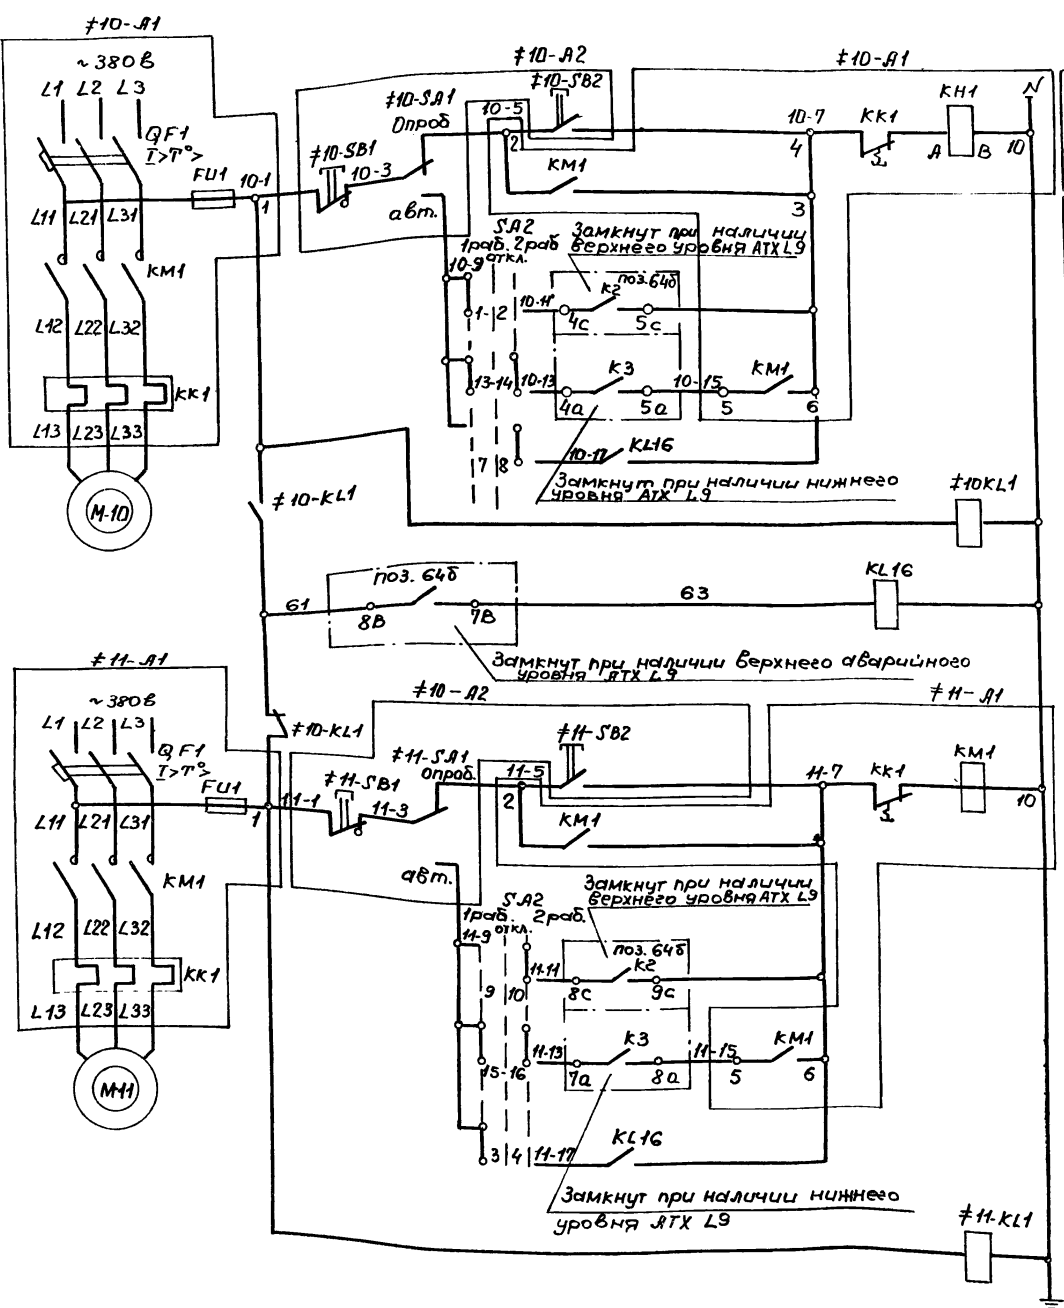 ‡10-A1
~380В
L1 L2 L3
QF1
I>T°>
FU1
10-1
1
L11 L21 L31
KM1
L12 L22 L32
KK1
L13 L23 L33
М-10
‡10-A2
‡10-SB2
‡10-A1
‡10-SA1
Опроб
10-5
2
‡10-SB1
10-3
авт.
KM1
10-7
4
KK1
KH1
A B
N
10
3
SA2
1раб. 2раб
откл.
10-9
Замкнут при наличии
верхнего уровня АТХ L9
1-2
10-11
поз.64б
K2
4с 5с
13-14
10-13
K3
4а 5а
10-15
KM1
5 6
7 8
10-17
KL16
Замкнут при наличии нижнего
уровня АТХ L9
‡10-KL1
‡10KL1
61
поз. 64б
8В 7В
63
KL16
Замкнут при наличии верхнего аварийного
уровня АТХ L9
‡11-A1
~380В
L1 L2 L3
QF1
I>T°>
FU1
1
L11 L21 L31
KM1
L12 L22 L32
KK1
L13 L23 L33
М-11
‡10-KL1
‡10-A2
‡11-A1
‡11-SB2
‡11-SA1
Опроб.
11-5
2
11-1
‡11-SB1
11-3
авт.
KM1
11-7
KK1
KM1
10
SA2
1раб. 2раб.
откл.
11-9
Замкнут при наличии
верхнего уровня АТХ L9
9 10
11-11
поз. 64б
K2
8с 9с
15-16
11-13
K3
7а 8а
11-15
KM1
5 6
3 4
11-17
KL16
Замкнут при наличии нижнего
уровня АТХ L9
‡11-KL1